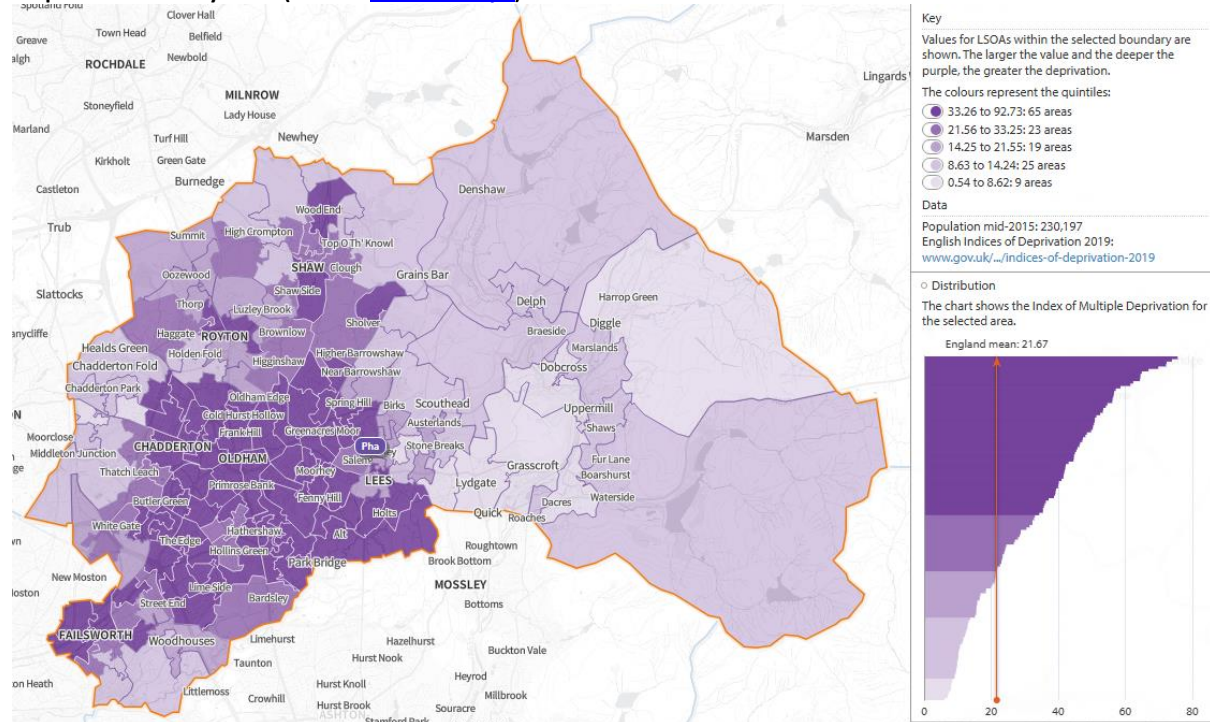 Clover Hall
Greave
Town Head
Belfield
ROCHDALE
Newbold
MILNROW
Stoneyfield
Lady House
Lingards
Marland
Turf Hill
Newhey
Marsden
Kirkholt
Green Gate
Castleton
Burnedge
Denshaw
Trub
Wood End
Summit
High Crompton
Top O Th' Knowl
Oozewood
SHAW
Clough
Grains Bar
Slattocks
Shaw Side
Thorp
Luzley Brook
Delph
Harrop Green
Sholver
Haggate
ROYTON
Brownlow
Braeside
Diggle
Healds Green
Holden Fold
Higher Barrowshaw
Marslands
Chadderton Fold
Higginshaw
Near Barrowshaw
Dobcross
Chadderton Park
Oldham Edge
Spring Hill
Birks
Scouthead
Cold Hurst Hollow
Uppermill
Moorclose
Frank Hill
Greenacres Moor
Austerlands
Shaws
Middleton Junction
CHADDERTON
OLDHAM
Pha
Stone Breaks
Salem
Fur Lane
Thatch Leach
Moorhey
Grasscroft
Boarshurst
Primrose Bank
LEES
Lydgate
Butler Green
Fenny Hill
Dacres
Waterside
White Gate
Holts
Quick
Roaches
Hathershaw
The Edge
Alt
Hollins Green
Roughtown
Park Bridge
Brook Bottom
New Moston
Lime Side
MOSSLEY
Street End
Bardsley
Bottoms
FAILSWORTH
Woodhouses
Limehurst
Hazelhurst
Buckton Vale
Taunton
Hurst Nook
Heyrod
Littlemoss
Crowhill
Hurst Knoll
Millbrook
Hurst Brook
Souracre
ASHTON
Stamford Park
Key
Values for LSOAs within the selected boundary are
shown. The larger the value and the deeper the
purple, the greater the deprivation.
The colours represent the quintiles:
33.26 to 92.73: 65 areas
21.56 to 33.25: 23 areas
14.25 to 21.55: 19 areas
8.63 to 14.24: 25 areas
0.54 to 8.62: 9 areas
Data
Population mid-2015: 230,197
English Indices of Deprivation 2019:
www.gov.uk/.../indices-of-deprivation-2019
Distribution
The chart shows the Index of Multiple Deprivation for
the selected area.
England mean: 21.67
0 20 40 60 80